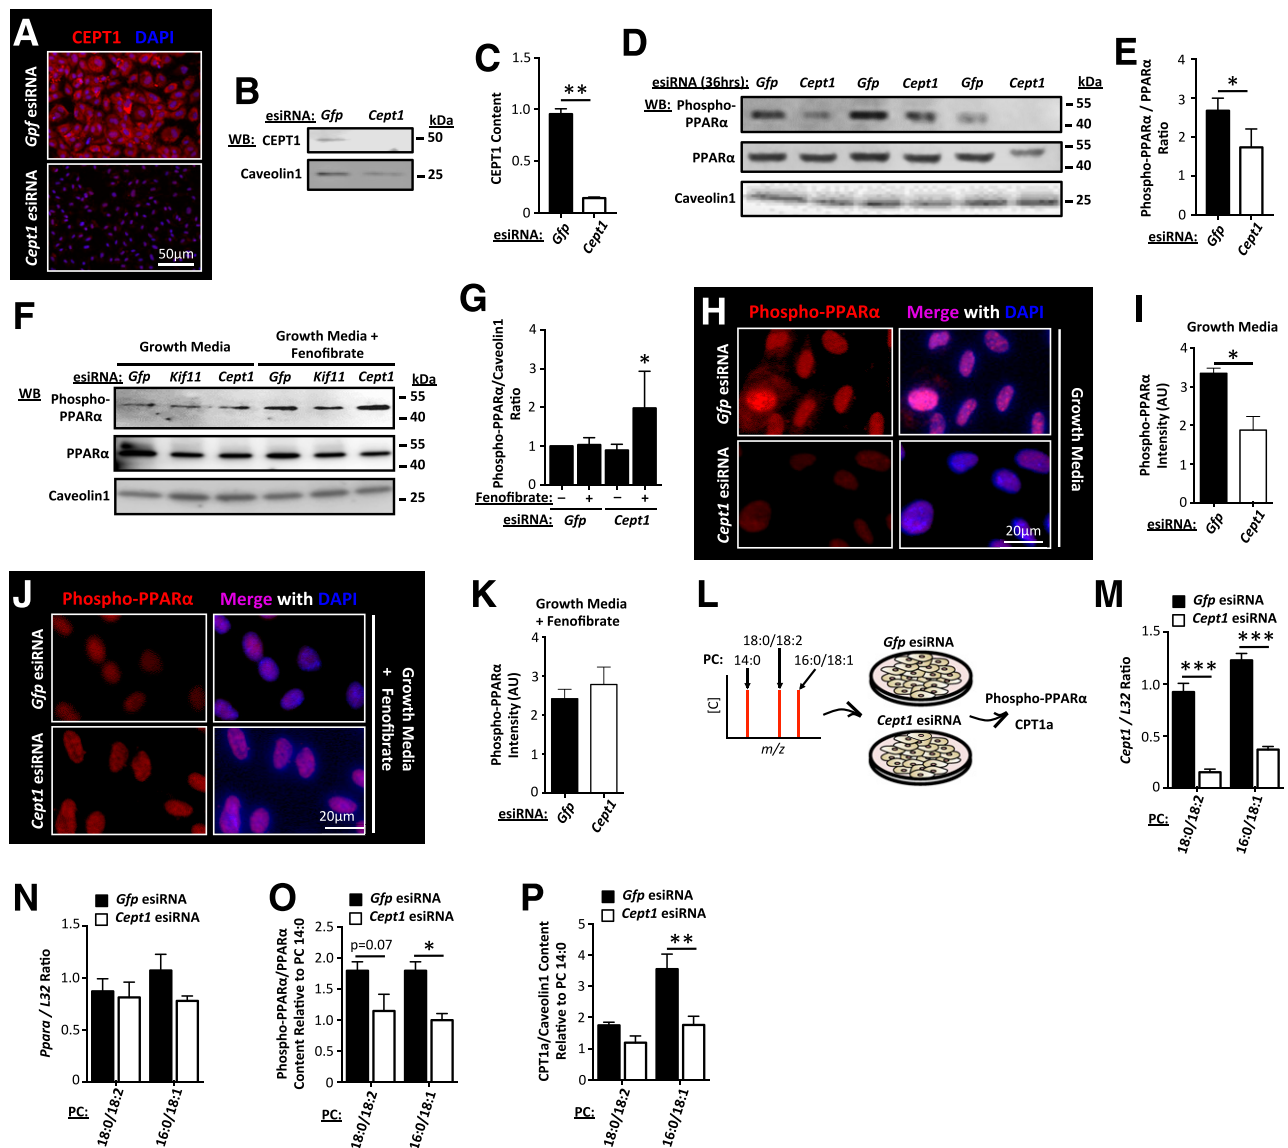 A
CEPT1 DAPI
Gpf esiRNA
Cept1 esiRNA
50µm
B
esiRNA: Gfp Cept1
kDa
WB: CEPT1
50
Caveolin1
25
C
CEPT1 Content
1.5
1.0
0.5
0
**
esiRNA:
Gfp
Cept1
D
esiRNA (36hrs) Gfp Cept1 Gfp Cept1 Gfp Cept1
kDa
WB: Phospho-
PPARα
55
40
PPARα
55
40
Caveolin1
25
E
Phospho-PPARα / PPARα
Ratio
4
3
2
1
0
*
esiRNA:
Gfp
Cept1
F
Growth Media
Growth Media +
Fenofibrate
esiRNA: Gfp Kif11 Cept1 Gfp Kif11 Cept1
kDa
WB
Phospho-
PPARα
55
40
PPARα
55
40
Caveolin1
25
G
Phospho-PPARα/Caveolin1
Ratio
4
3
2
1
0
*
Fenofibrate: – + – +
esiRNA: Gfp Cept1
H
Phospho-PPARα
Merge with DAPI
Gfp esiRNA
Cept1 esiRNA
Growth Media
20µm
I
Growth Media
Phospho-PPARα
Intensity (AU)
4
3
2
1
0
*
esiRNA:
Gfp
Cept1
J
Phospho-PPARα
Merge with DAPI
Gfp esiRNA
Cept1 esiRNA
Growth Media
+ Fenofibrate
20µm
K
Growth Media
+ Fenofibrate
Phospho-PPARα
Intensity (AU)
4
3
2
1
0
esiRNA:
Gfp
Cept1
L
PC:
14:0
18:0/18:2
16:0/18:1
[C]
m/z
Gfp esiRNA
Cept1 esiRNA
Phospho-PPARα
CPT1a
M
Gfp esiRNA
Cept1 esiRNA
Cept1 / L32 Ratio
1.5
1.0
0.5
0
***
***
PC:
18:0/18:2
16:0/18:1
N
Gfp esiRNA
Cept1 esiRNA
Ppara / L32 Ratio
1.5
1.0
0.5
0
PC:
18:0/18:2
16:0/18:1
O
Gfp esiRNA
Cept1 esiRNA
Phospho-PPARα/PPARα
Content Relative to PC 14:0
2.5
2.0
1.5
1.0
0.5
0
p=0.07
*
PC:
18:0/18:2
16:0/18:1
P
Gfp esiRNA
Cept1 esiRNA
CPT1a/Caveolin1 Content
Relative to PC 14:0
5
4
3
2
1
0
**
PC:
18:0/18:2
16:0/18:1